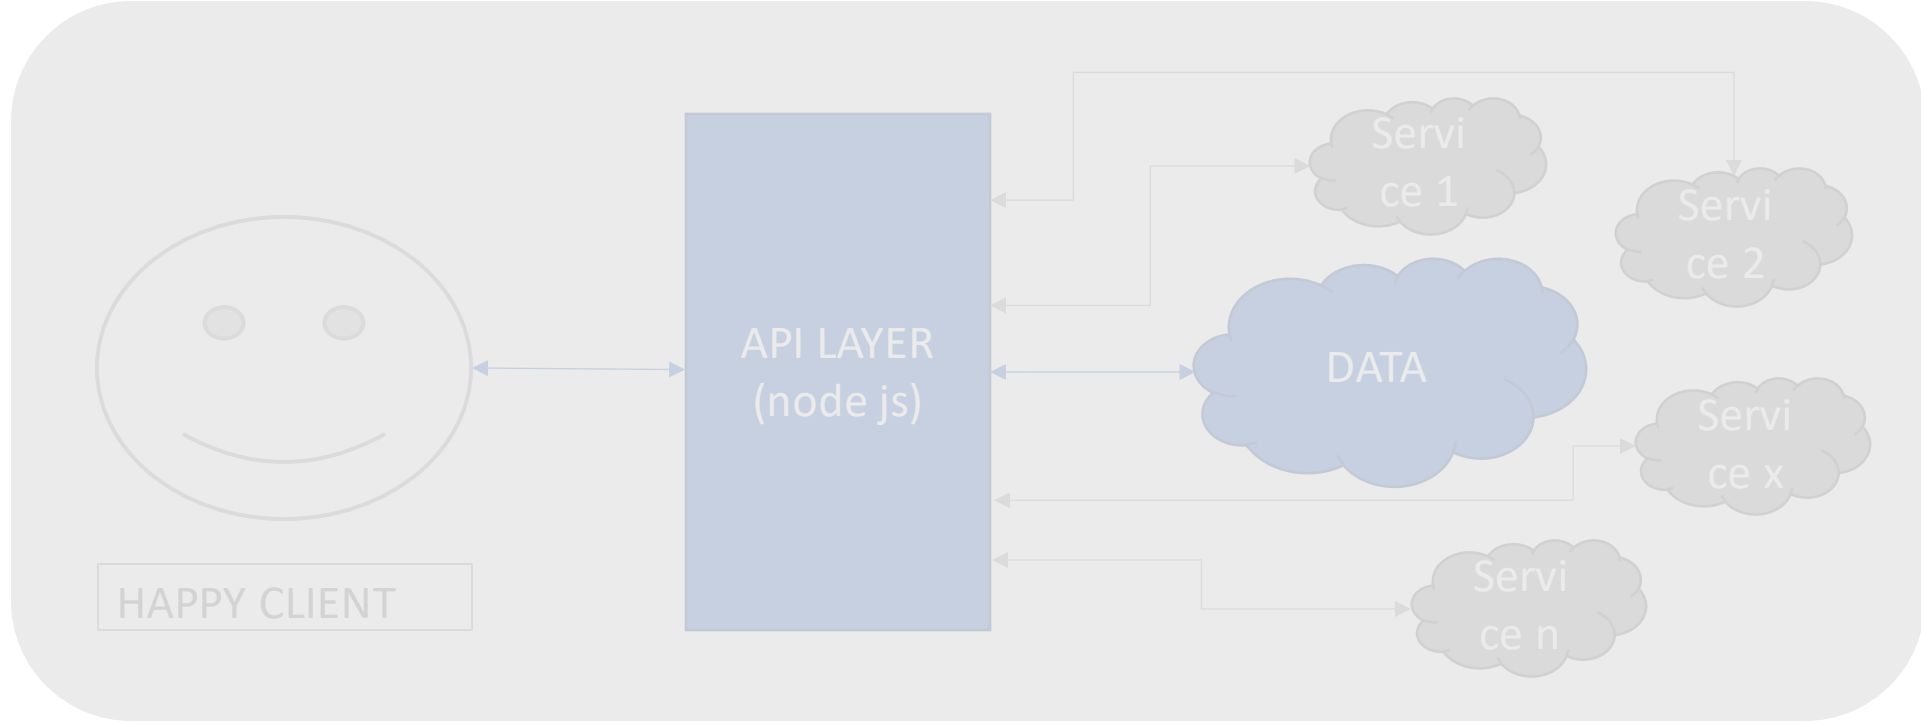 Servi
ce 1
Servi
ce 2
API LAYER
(node js)
DATA
Servi
ce x
HAPPY CLIENT
Servi
ce n